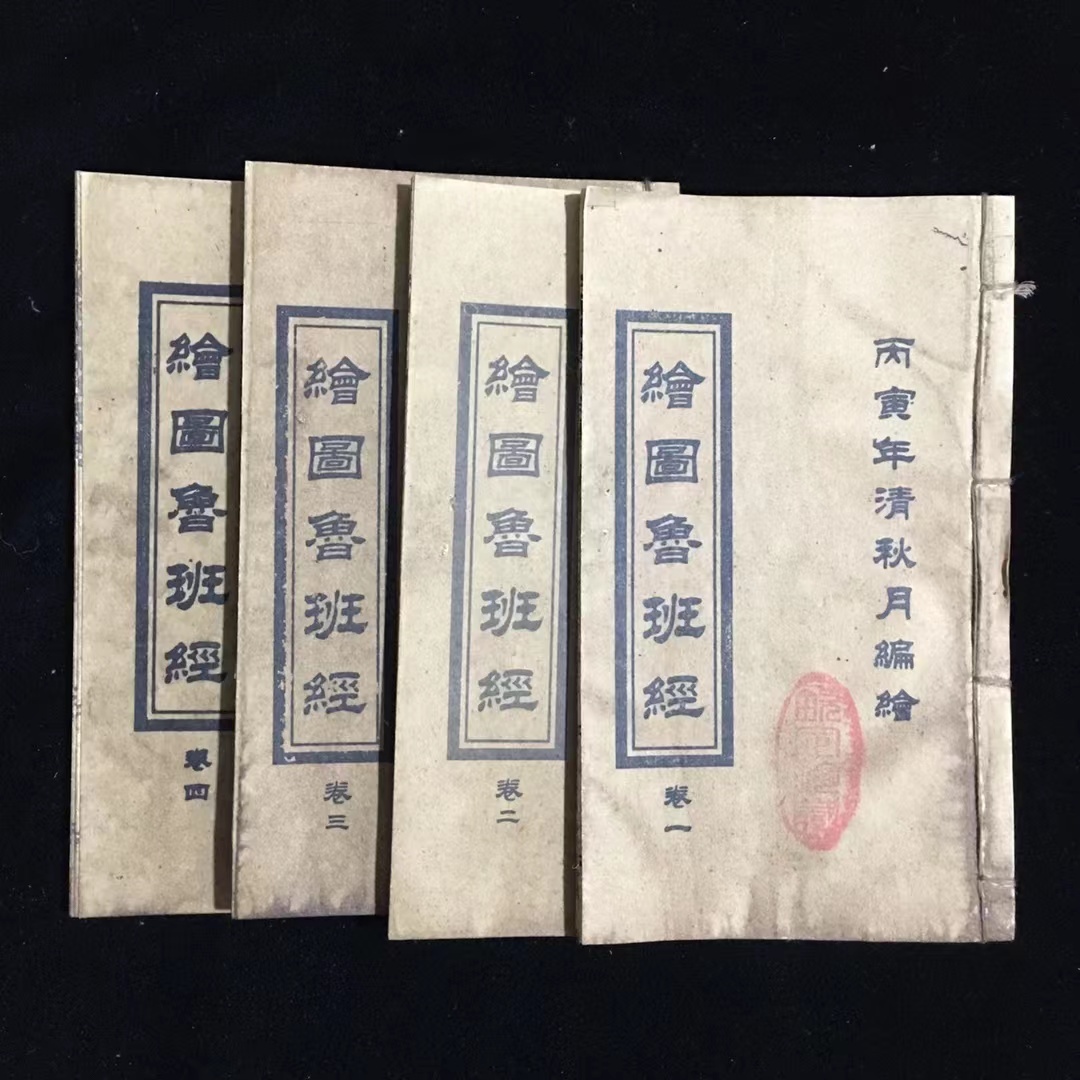 丙寅年清秋月編繪
繪圖魯班經
卷一
繪圖魯班經
卷二
繪圖魯班經
卷三
繪圖魯班經
卷四